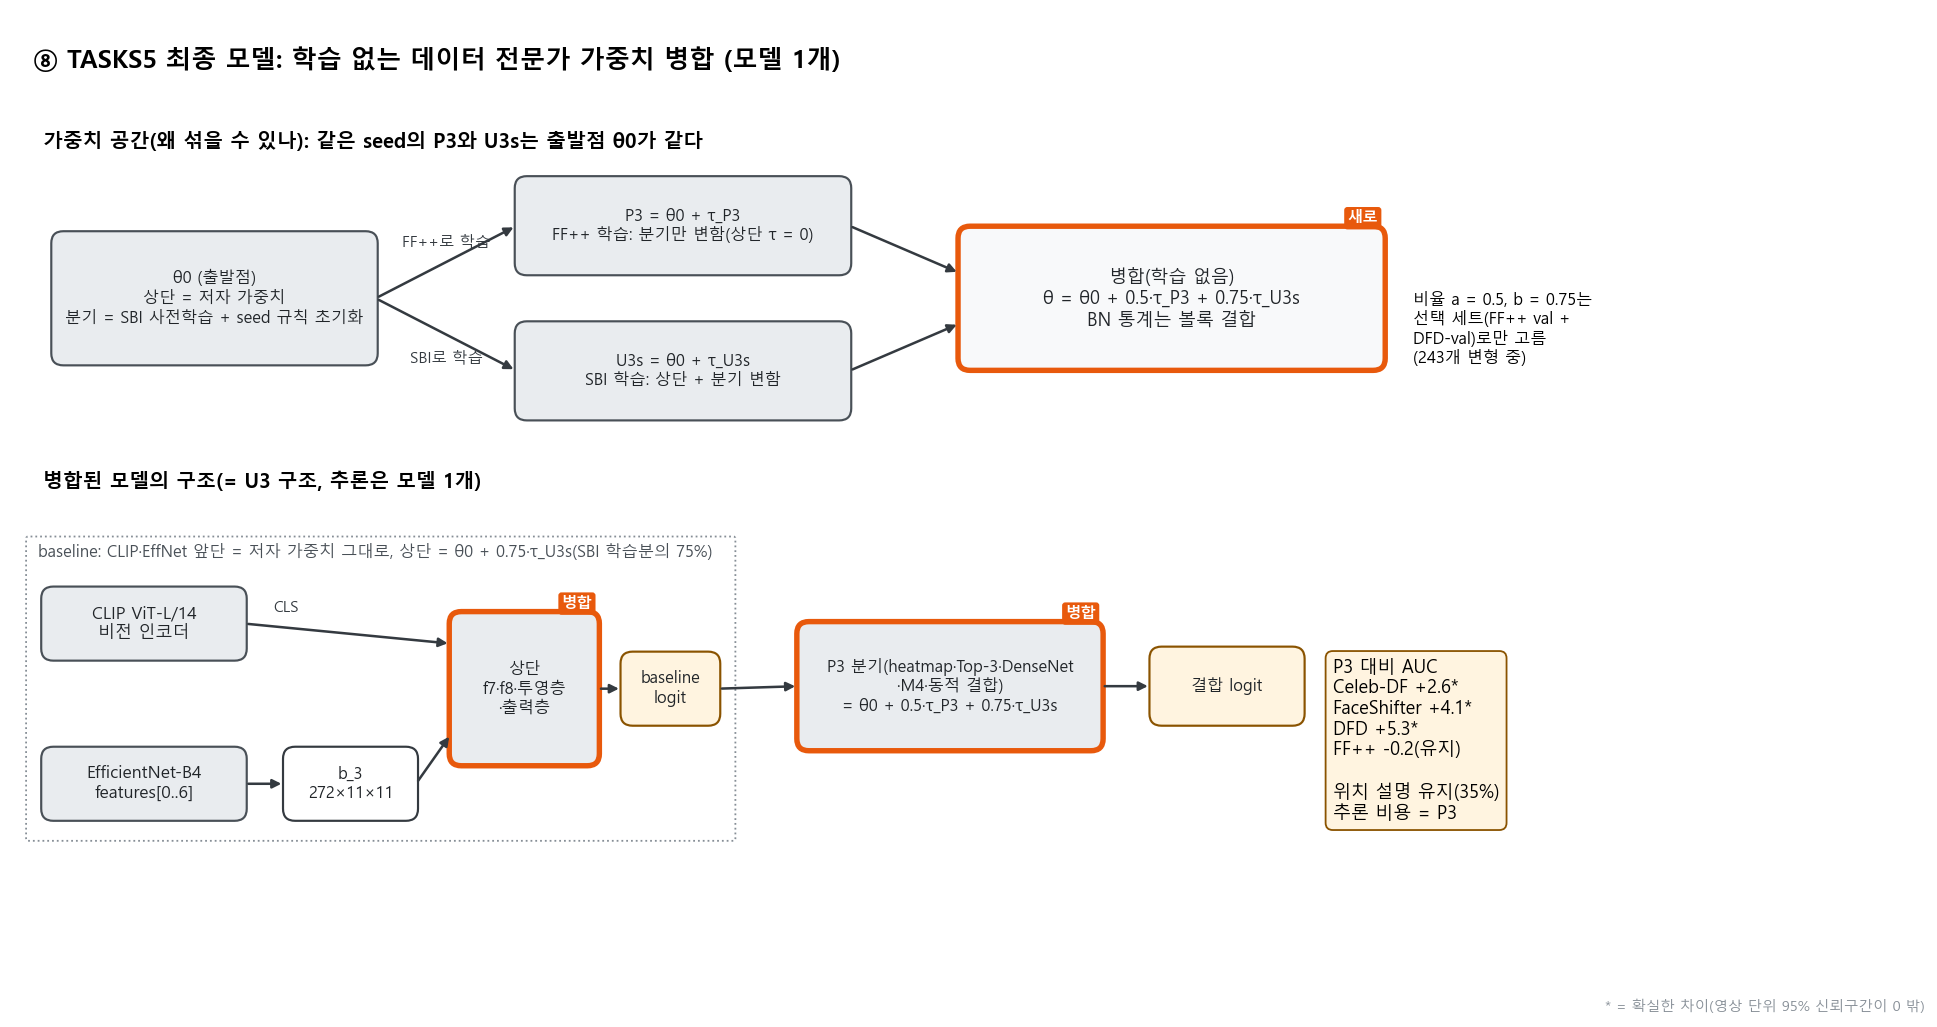 ⑧ TASKS5 최종 모델: 학습 없는 데이터 전문가 가중치 병합 (모델 1개)
가중치 공간(왜 섞을 수 있나): 같은 seed의 P3와 U3s는 출발점 θ0가 같다
θ0 (출발점)
상단 = 저자 가중치
분기 = SBI 사전학습 + seed 규칙 초기화
FF++로 학습
SBI로 학습
P3 = θ0 + τ_P3
FF++ 학습: 분기만 변함(상단 τ = 0)
U3s = θ0 + τ_U3s
SBI 학습: 상단 + 분기 변함
새로
병합(학습 없음)
θ = θ0 + 0.5·τ_P3 + 0.75·τ_U3s
BN 통계는 볼록 결합
비율 a = 0.5, b = 0.75는
선택 세트(FF++ val +
DFD-val)로만 고름
(243개 변형 중)
병합된 모델의 구조(= U3 구조, 추론은 모델 1개)
baseline: CLIP·EffNet 앞단 = 저자 가중치 그대로, 상단 = θ0 + 0.75·τ_U3s(SBI 학습분의 75%)
CLIP ViT-L/14
비전 인코더
CLS
EfficientNet-B4
features[0..6]
b_3
272×11×11
병합
상단
f7·f8·투영층
·출력층
baseline
logit
병합
P3 분기(heatmap·Top-3·DenseNet
·M4·동적 결합)
= θ0 + 0.5·τ_P3 + 0.75·τ_U3s
결합 logit
P3 대비 AUC
Celeb-DF +2.6*
FaceShifter +4.1*
DFD +5.3*
FF++ -0.2(유지)
위치 설명 유지(35%)
추론 비용 = P3
* = 확실한 차이(영상 단위 95% 신뢰구간이 0 밖)